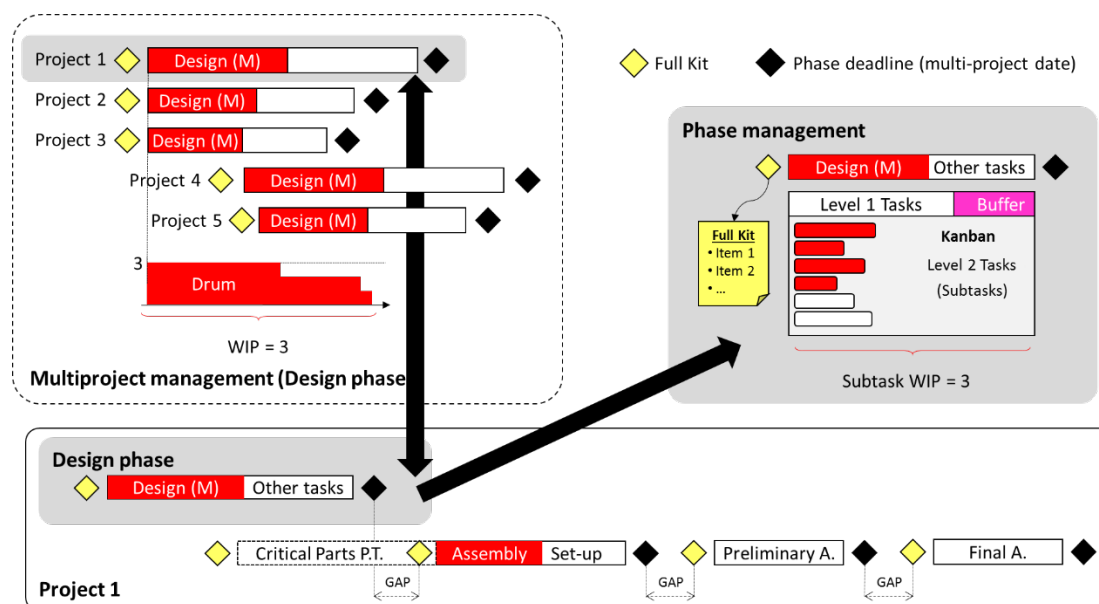 Project 1
Design (M)
Project 2
Design (M)
Project 3
Design (M)
Project 4
Design (M)
Project 5
Design (M)
3
Drum
WIP = 3
Multiproject management (Design phase
Full Kit
Phase deadline (multi-project date)
Phase management
Design (M)
Other tasks
Level 1 Tasks
Buffer
Full Kit
• Item 1
• Item 2
• ...
Kanban
Level 2 Tasks
(Subtasks)
Subtask WIP = 3
Design phase
Design (M)
Other tasks
Critical Parts P.T.
Assembly
Set-up
Preliminary A.
Final A.
GAP
GAP
GAP
Project 1